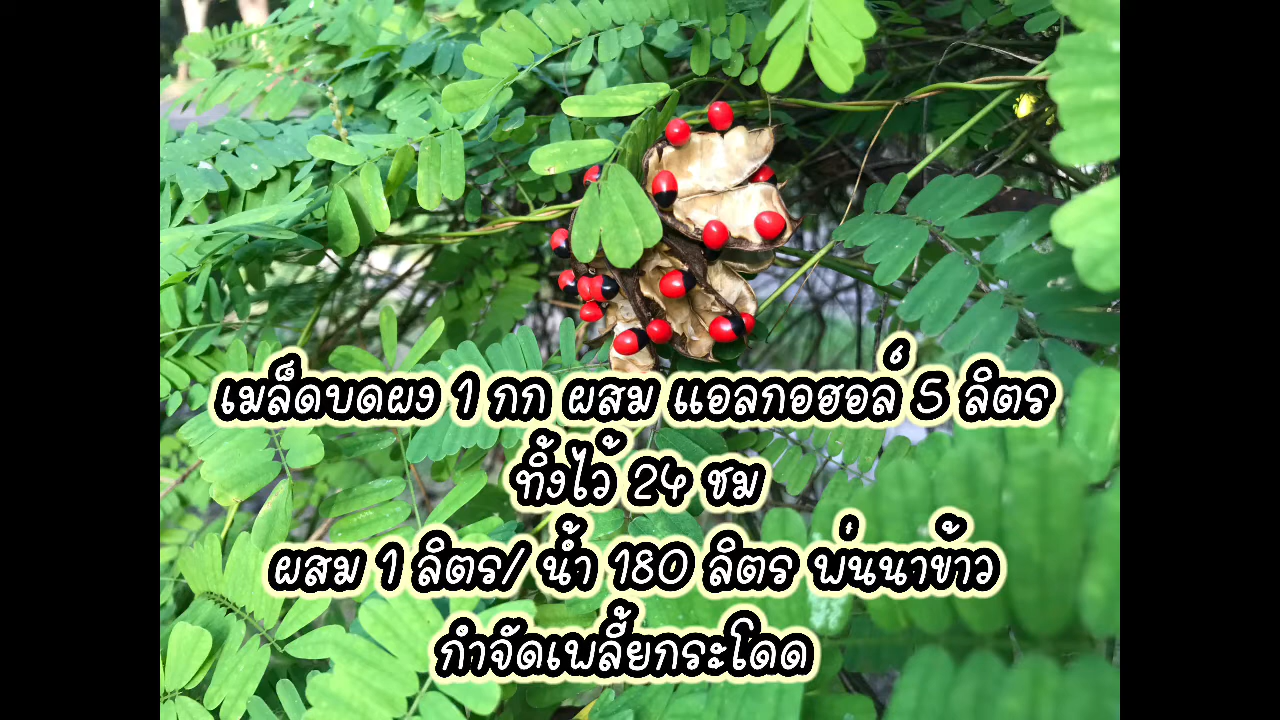 เมล็ดบดผง 1 กก ผสม แอลกอฮอล์ 5 ลิตร
ทิ้งไว้ 24 ชม
ผสม 1 ลิตร/ น้ำ 180 ลิตร พ่นนาข้าว
กำจัดเพลี้ยกระโดด